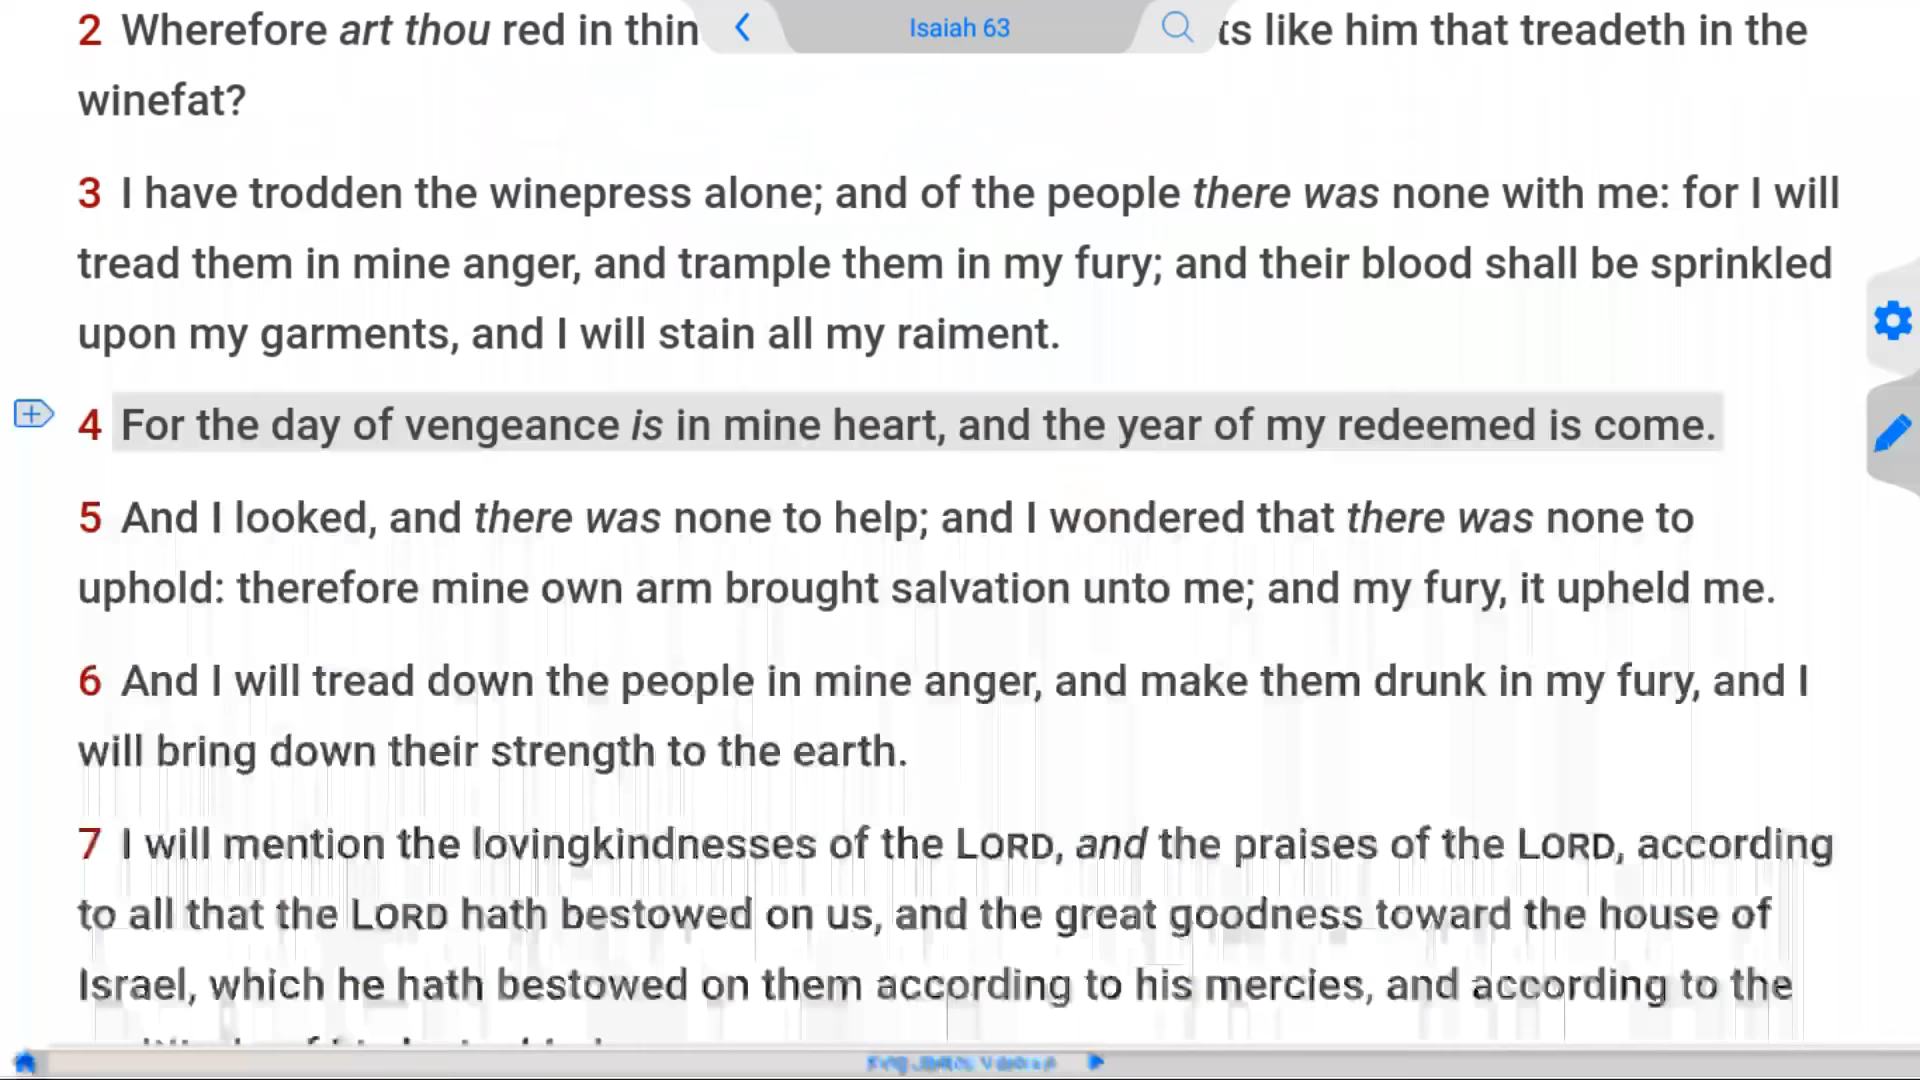 Isaiah 63
2 Wherefore art thou red in thin ts like him that treadeth in the
winefat?
3 I have trodden the winepress alone; and of the people there was none with me: for I will
tread them in mine anger, and trample them in my fury; and their blood shall be sprinkled
upon my garments, and I will stain all my raiment.
4 For the day of vengeance is in mine heart, and the year of my redeemed is come.
5 And I looked, and there was none to help; and I wondered that there was none to
uphold: therefore mine own arm brought salvation unto me; and my fury, it upheld me.
6 And I will tread down the people in mine anger, and make them drunk in my fury, and I
will bring down their strength to the earth.
7 I will mention the lovingkindnesses of the LORD, and the praises of the LORD, according
to all that the LORD hath bestowed on us, and the great goodness toward the house of
Israel, which he hath bestowed on them according to his mercies, and according to the
King James Version